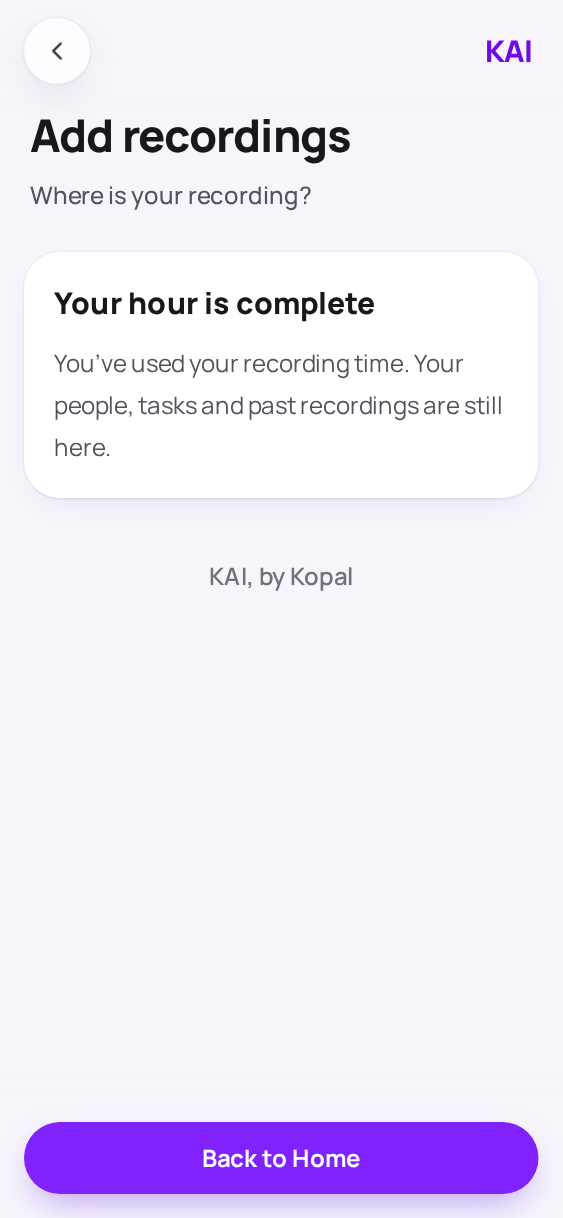 KAI
Add recordings
Where is your recording?
Your hour is complete
You’ve used your recording time. Your
people, tasks and past recordings are still
here.
KAI, by Kopal
Back to Home